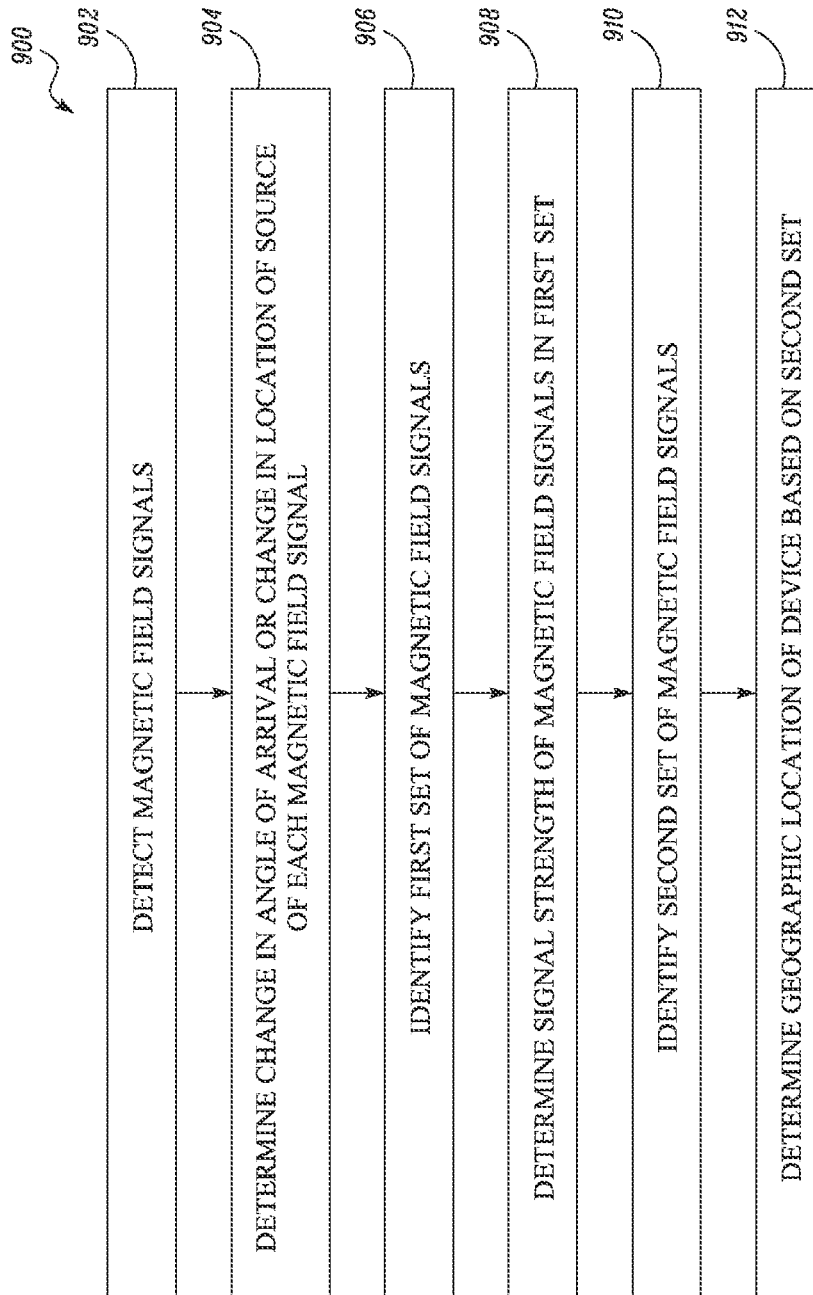 900
902
DETECT MAGNETIC FIELD SIGNALS
904
DETERMINE CHANGE IN ANGLE OF ARRIVAL OR CHANGE IN LOCATION OF SOURCE
OF EACH MAGNETIC FIELD SIGNAL
906
IDENTIFY FIRST SET OF MAGNETIC FIELD SIGNALS
908
DETERMINE SIGNAL STRENGTH OF MAGNETIC FIELD SIGNALS IN FIRST SET
910
IDENTIFY SECOND SET OF MAGNETIC FIELD SIGNALS
912
DETERMINE GEOGRAPHIC LOCATION OF DEVICE BASED ON SECOND SET